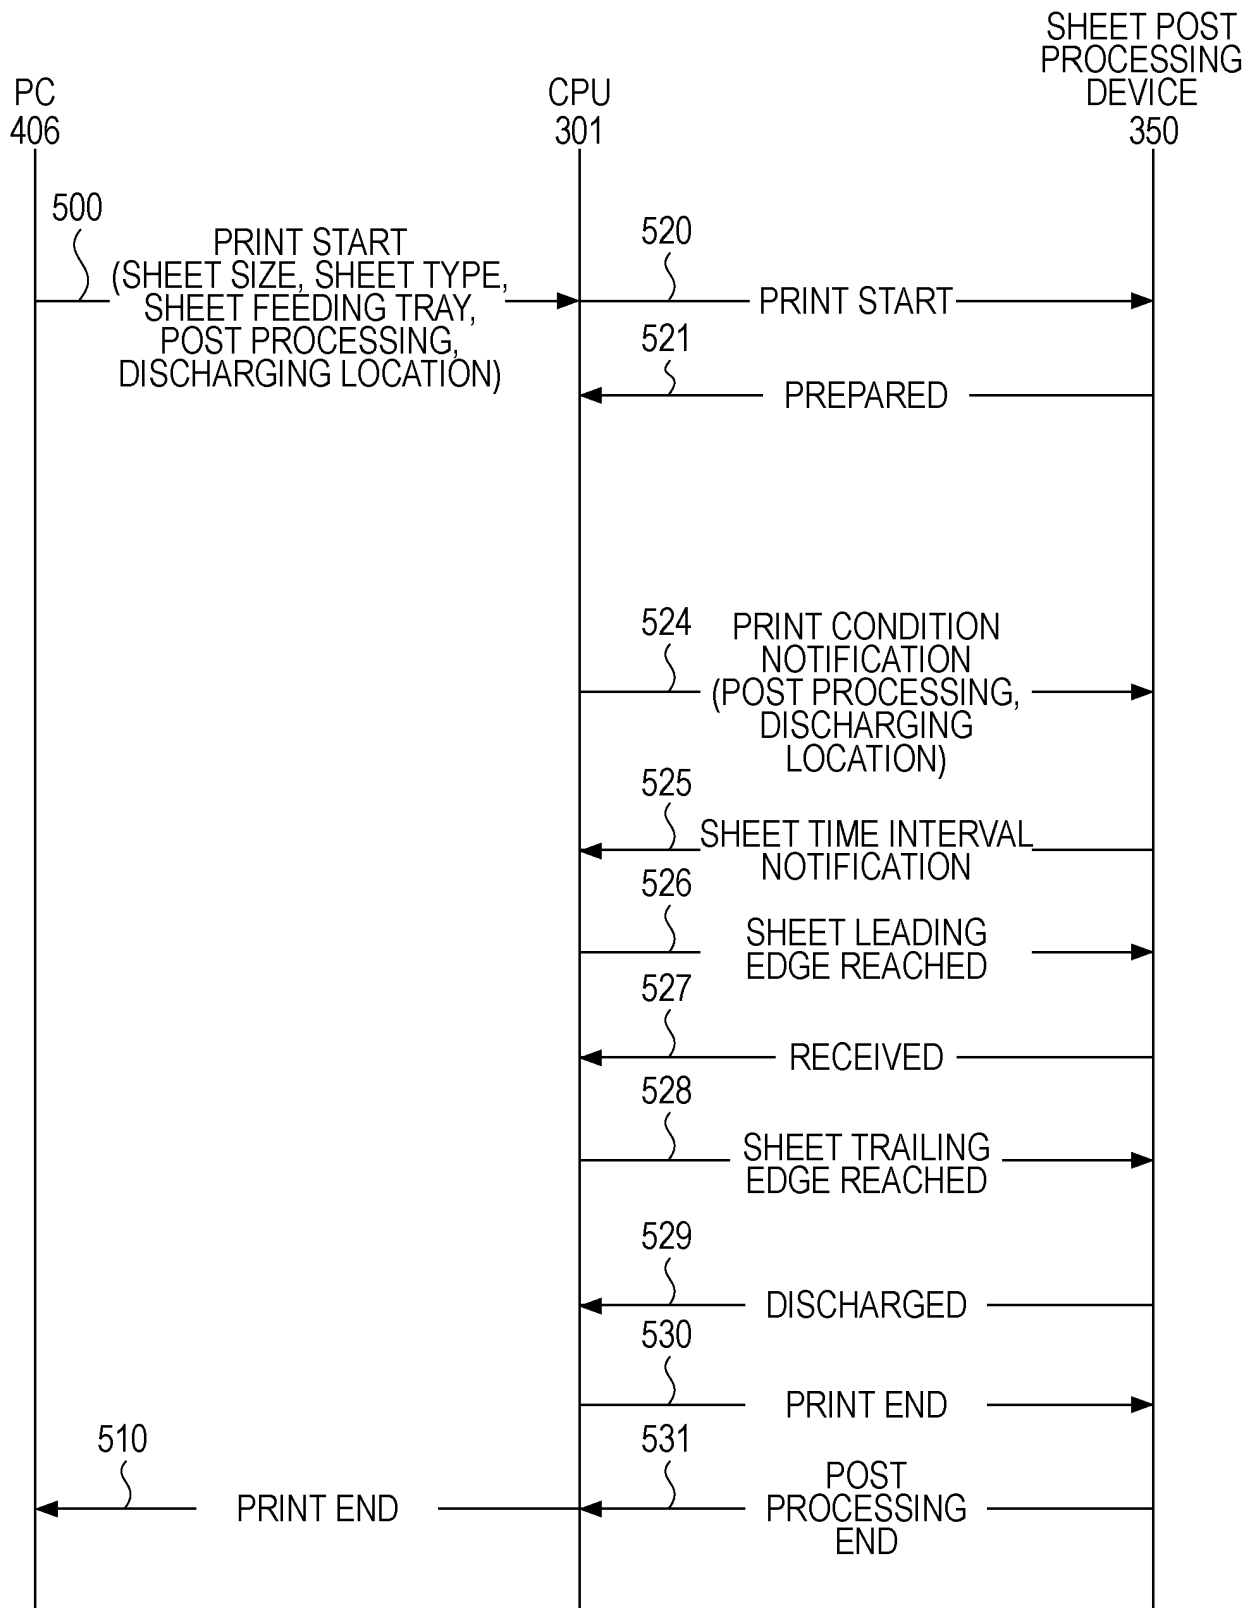 SHEET POST
PROCESSING
DEVICE
350
PC
406
CPU
301
500
PRINT START
(SHEET SIZE, SHEET TYPE,
SHEET FEEDING TRAY,
POST PROCESSING,
DISCHARGING LOCATION)
520
PRINT START
521
PREPARED
524
PRINT CONDITION
NOTIFICATION
(POST PROCESSING,
DISCHARGING
LOCATION)
525
SHEET TIME INTERVAL
NOTIFICATION
526
SHEET LEADING
EDGE REACHED
527
RECEIVED
528
SHEET TRAILING
EDGE REACHED
529
DISCHARGED
530
PRINT END
510
PRINT END
531
POST
PROCESSING
END